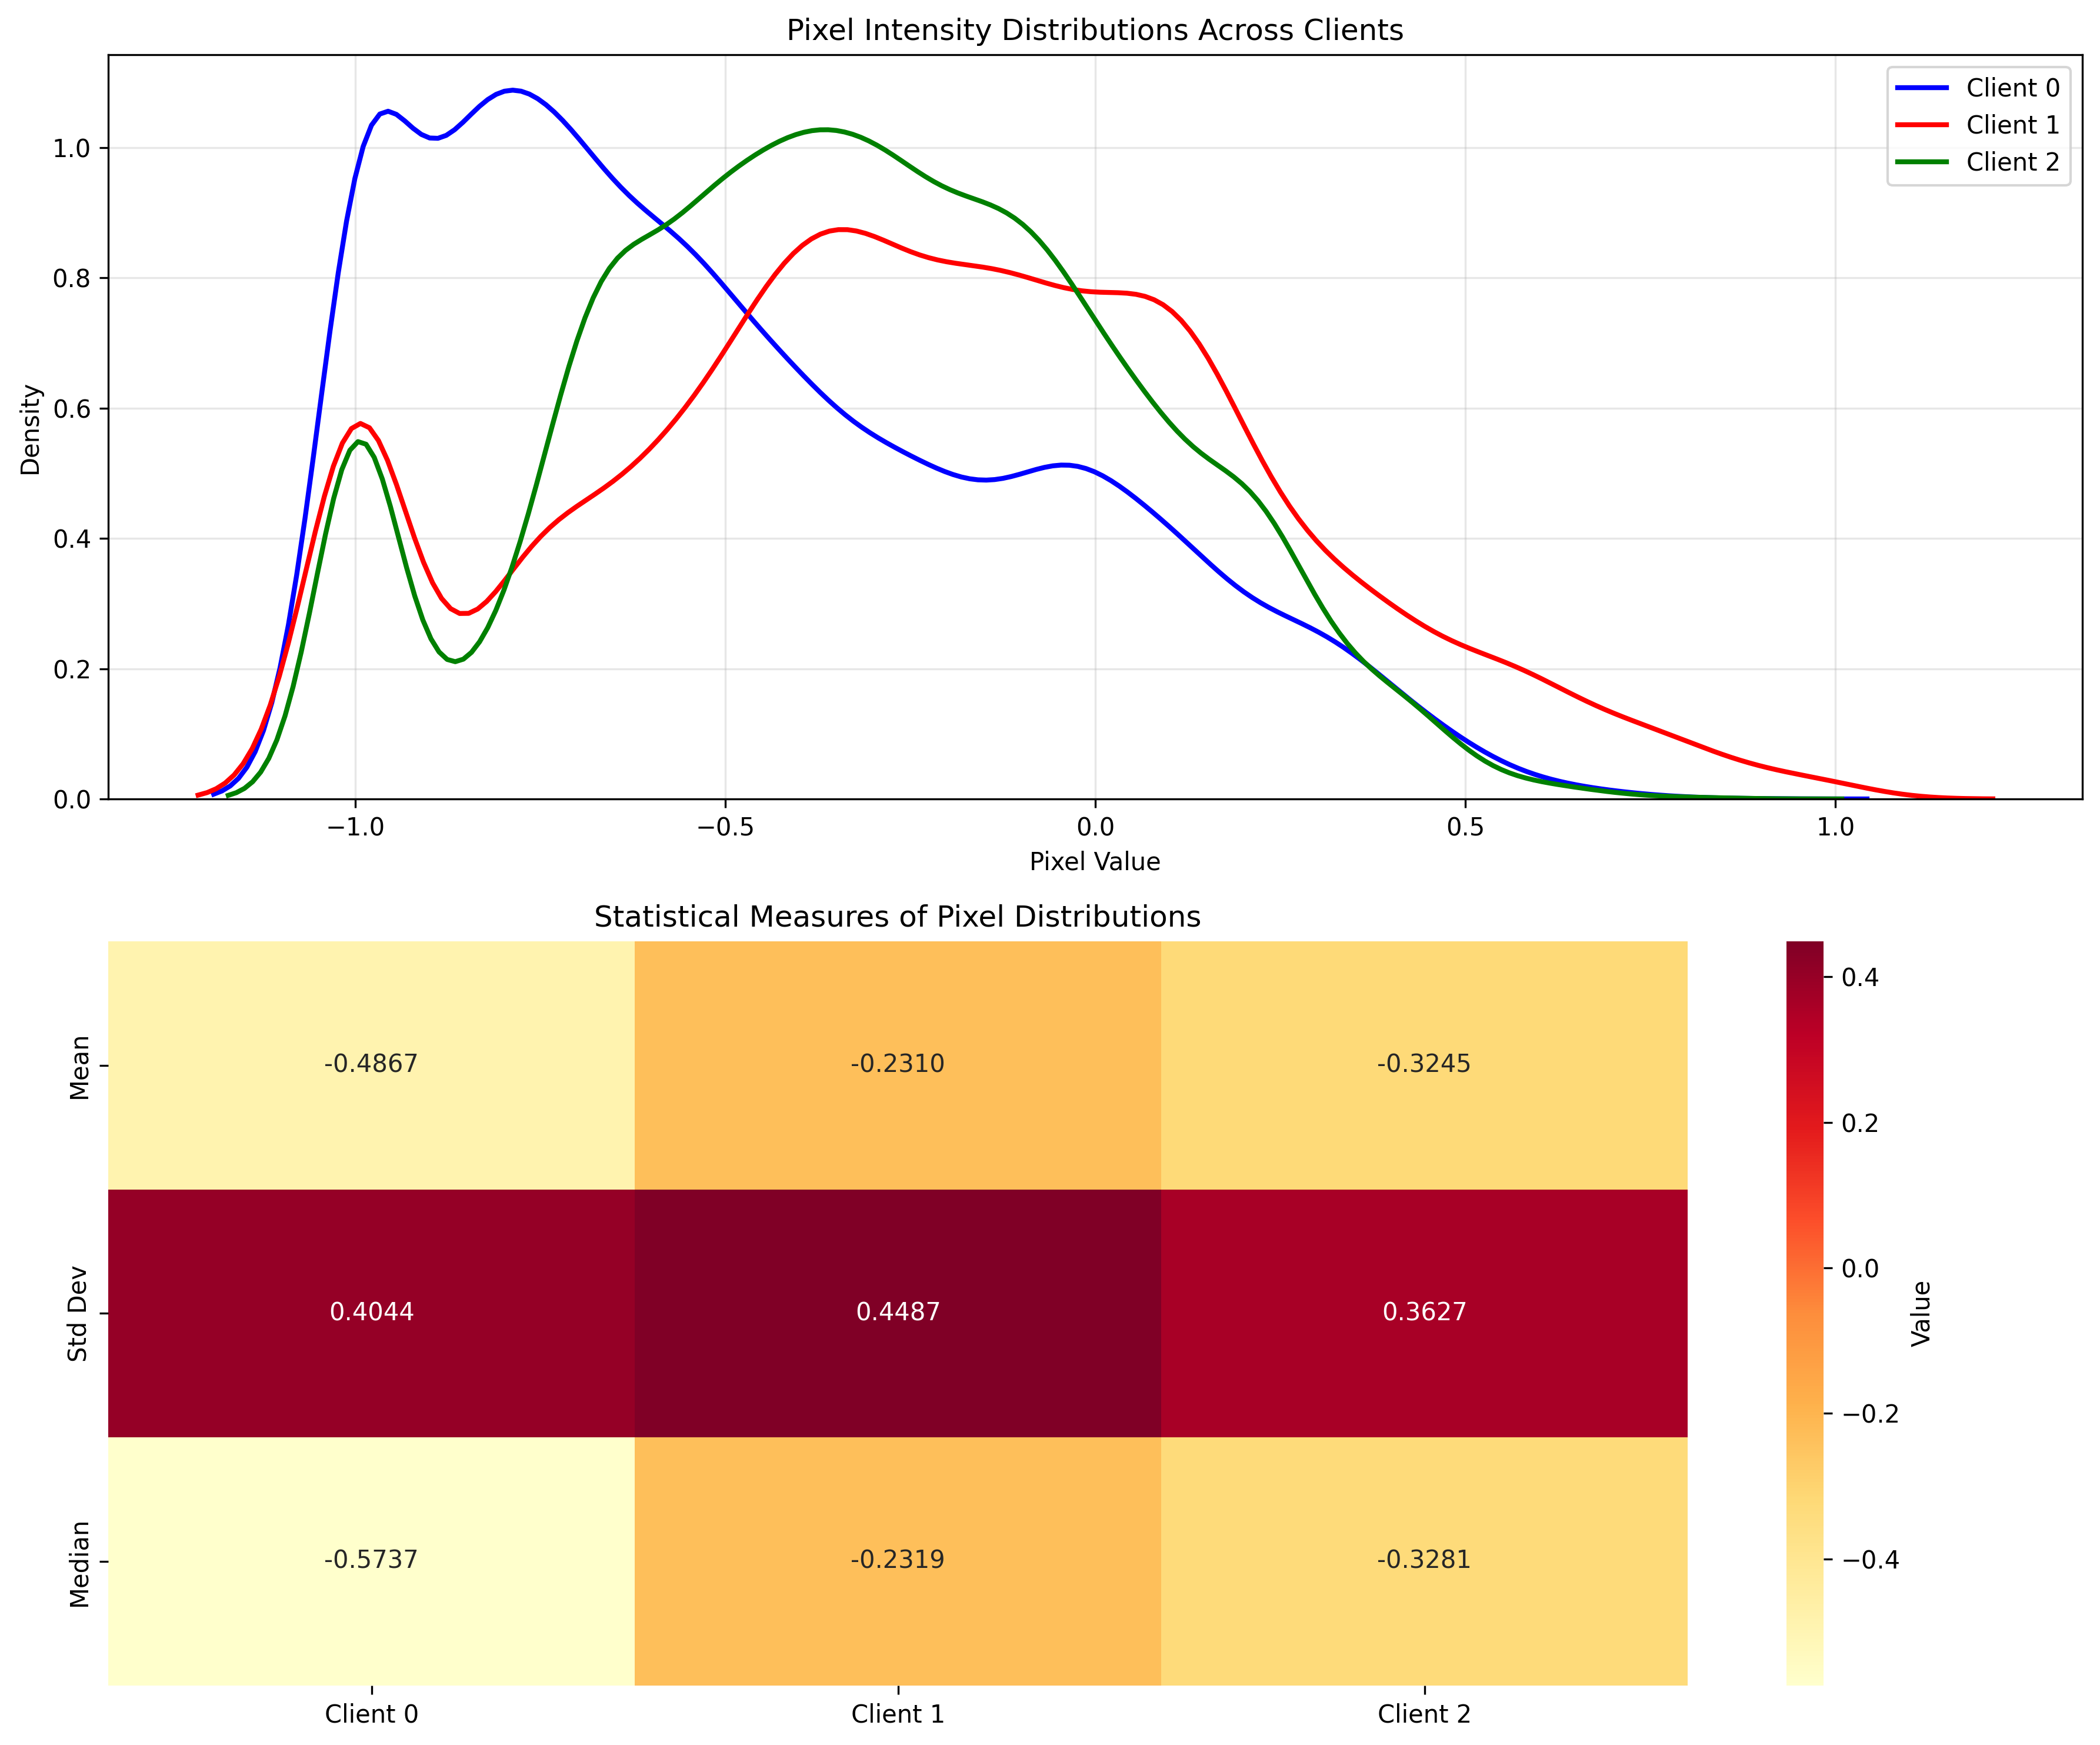 Pixel Intensity Distributions Across Clients
Client 0
Client 1
Client 2
Density
1.0
0.8
0.6
0.4
0.2
0.0
−1.0 −0.5 0.0 0.5 1.0
Pixel Value
Statistical Measures of Pixel Distributions
Mean -0.4867 -0.2310 -0.3245
Std Dev 0.4044 0.4487 0.3627
Median -0.5737 -0.2319 -0.3281
Client 0 Client 1 Client 2
0.4
0.2
0.0
−0.2
−0.4
Value